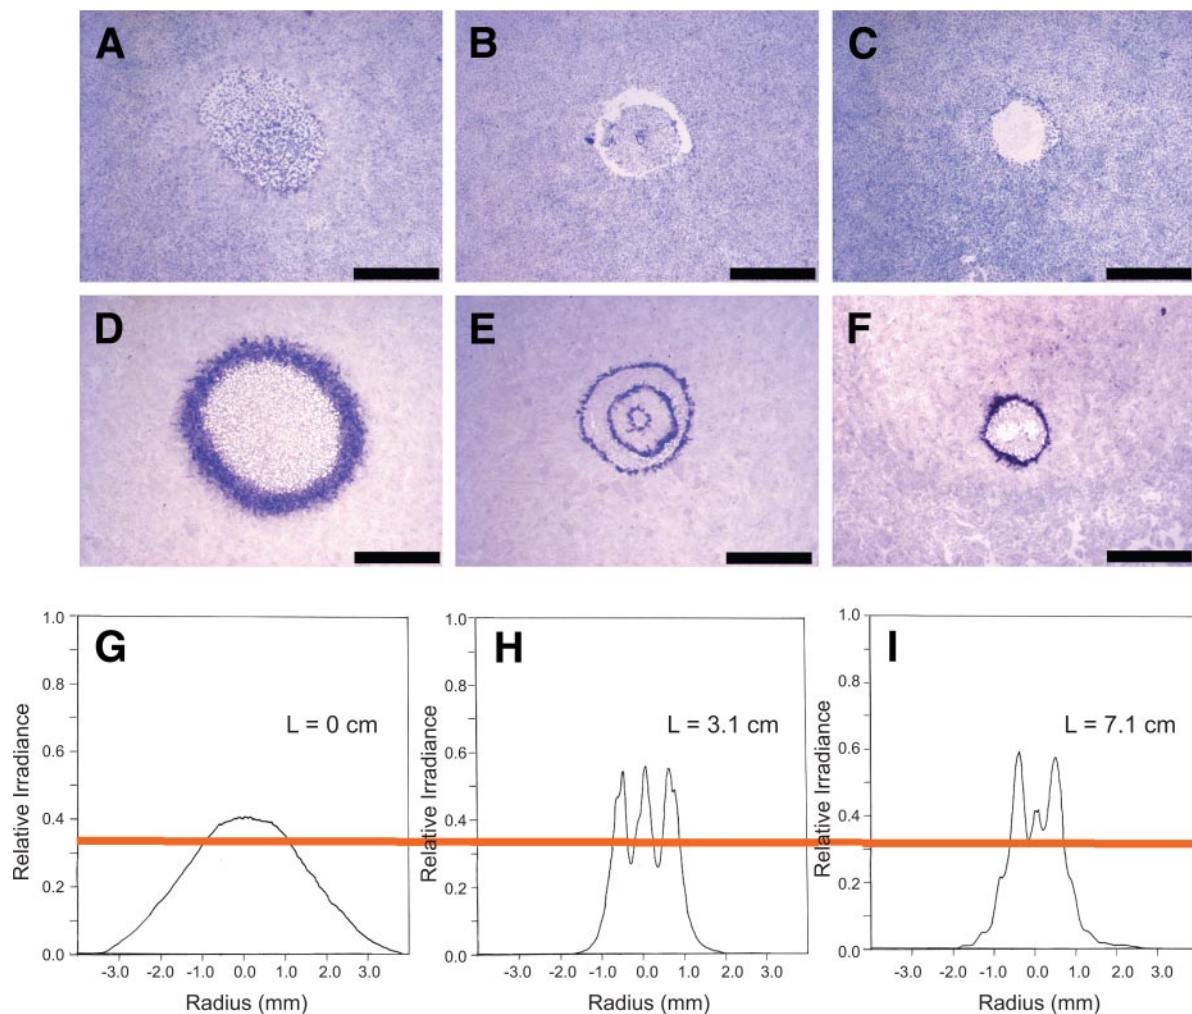 A
B
C
D
E
F
G
H
I
1.0
0.8
0.6
0.4
0.2
0.0
Relative Irradiance
L = 0 cm
-3.0 -2.0 -1.0 0.0 1.0 2.0 3.0
Radius (mm)
1.0
0.8
0.6
0.4
0.2
0.0
Relative Irradiance
L = 3.1 cm
-3.0 -2.0 -1.0 0.0 1.0 2.0 3.0
Radius (mm)
1.0
0.8
0.6
0.4
0.2
0.0
Relative Irradiance
L = 7.1 cm
-3.0 -2.0 -1.0 0.0 1.0 2.0 3.0
Radius (mm)